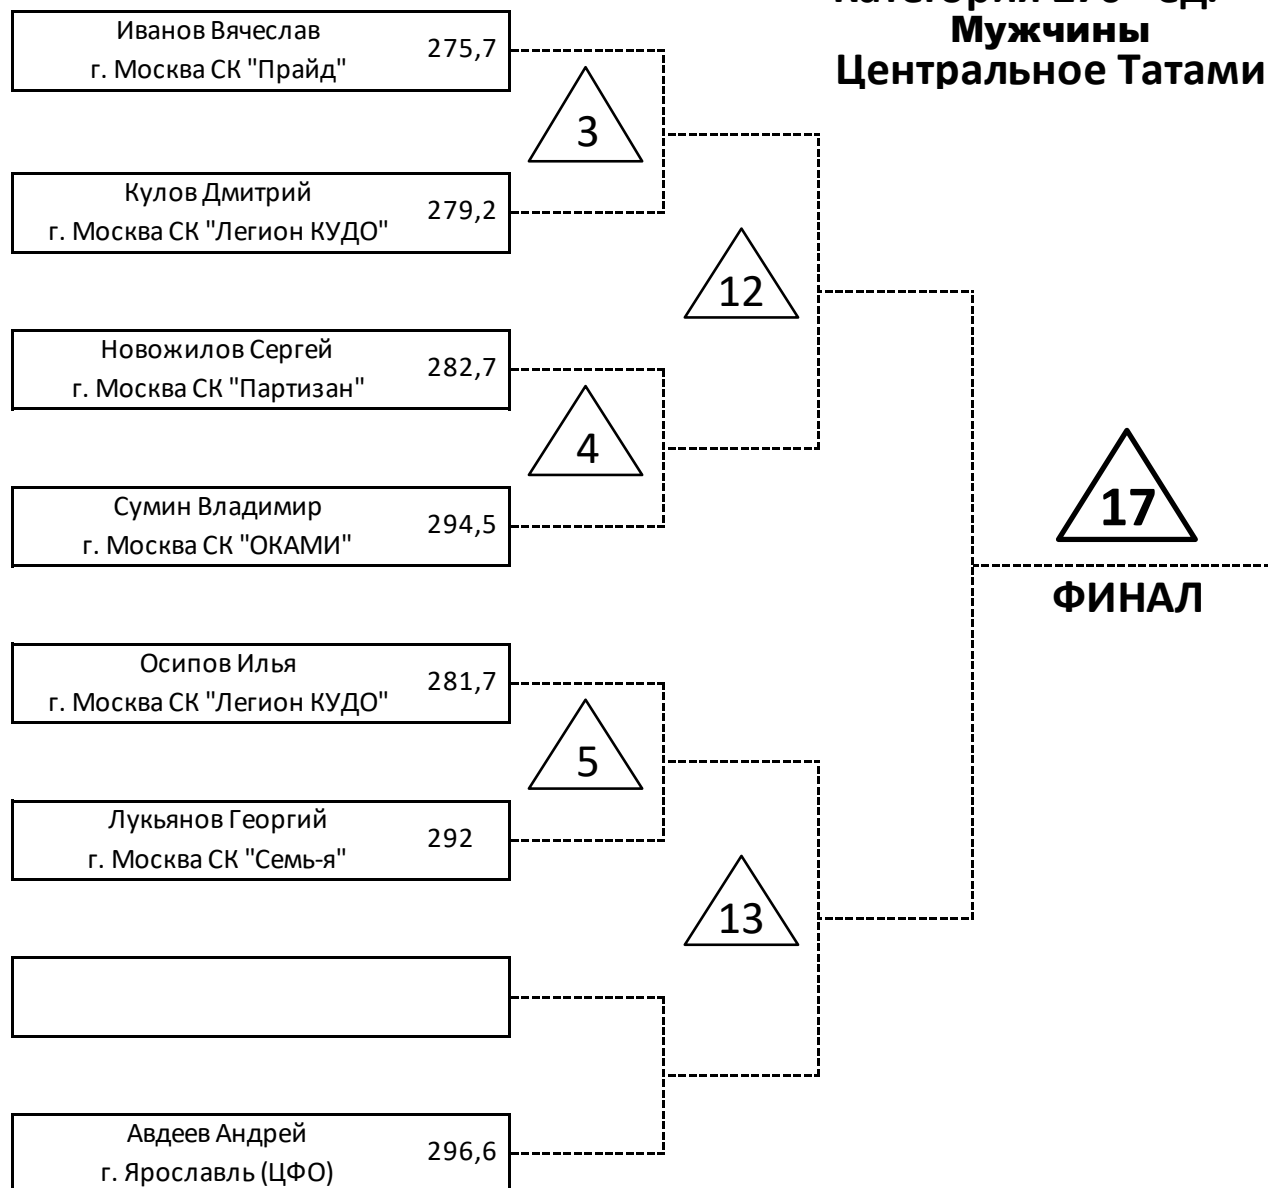 Мужчины
Центральное Татами
Иванов Вячеслав
г. Москва СК "Прайд"
275,7
3
Кулов Дмитрий
г. Москва СК "Легион КУДО"
279,2
12
Новожилов Сергей
г. Москва СК "Партизан"
282,7
4
Сумин Владимир
г. Москва СК "ОКАМИ"
294,5
17
ФИНАЛ
Осипов Илья
г. Москва СК "Легион КУДО"
281,7
5
Лукьянов Георгий
г. Москва СК "Семь-я"
292
13
Авдеев Андрей
г. Ярославль (ЦФО)
296,6